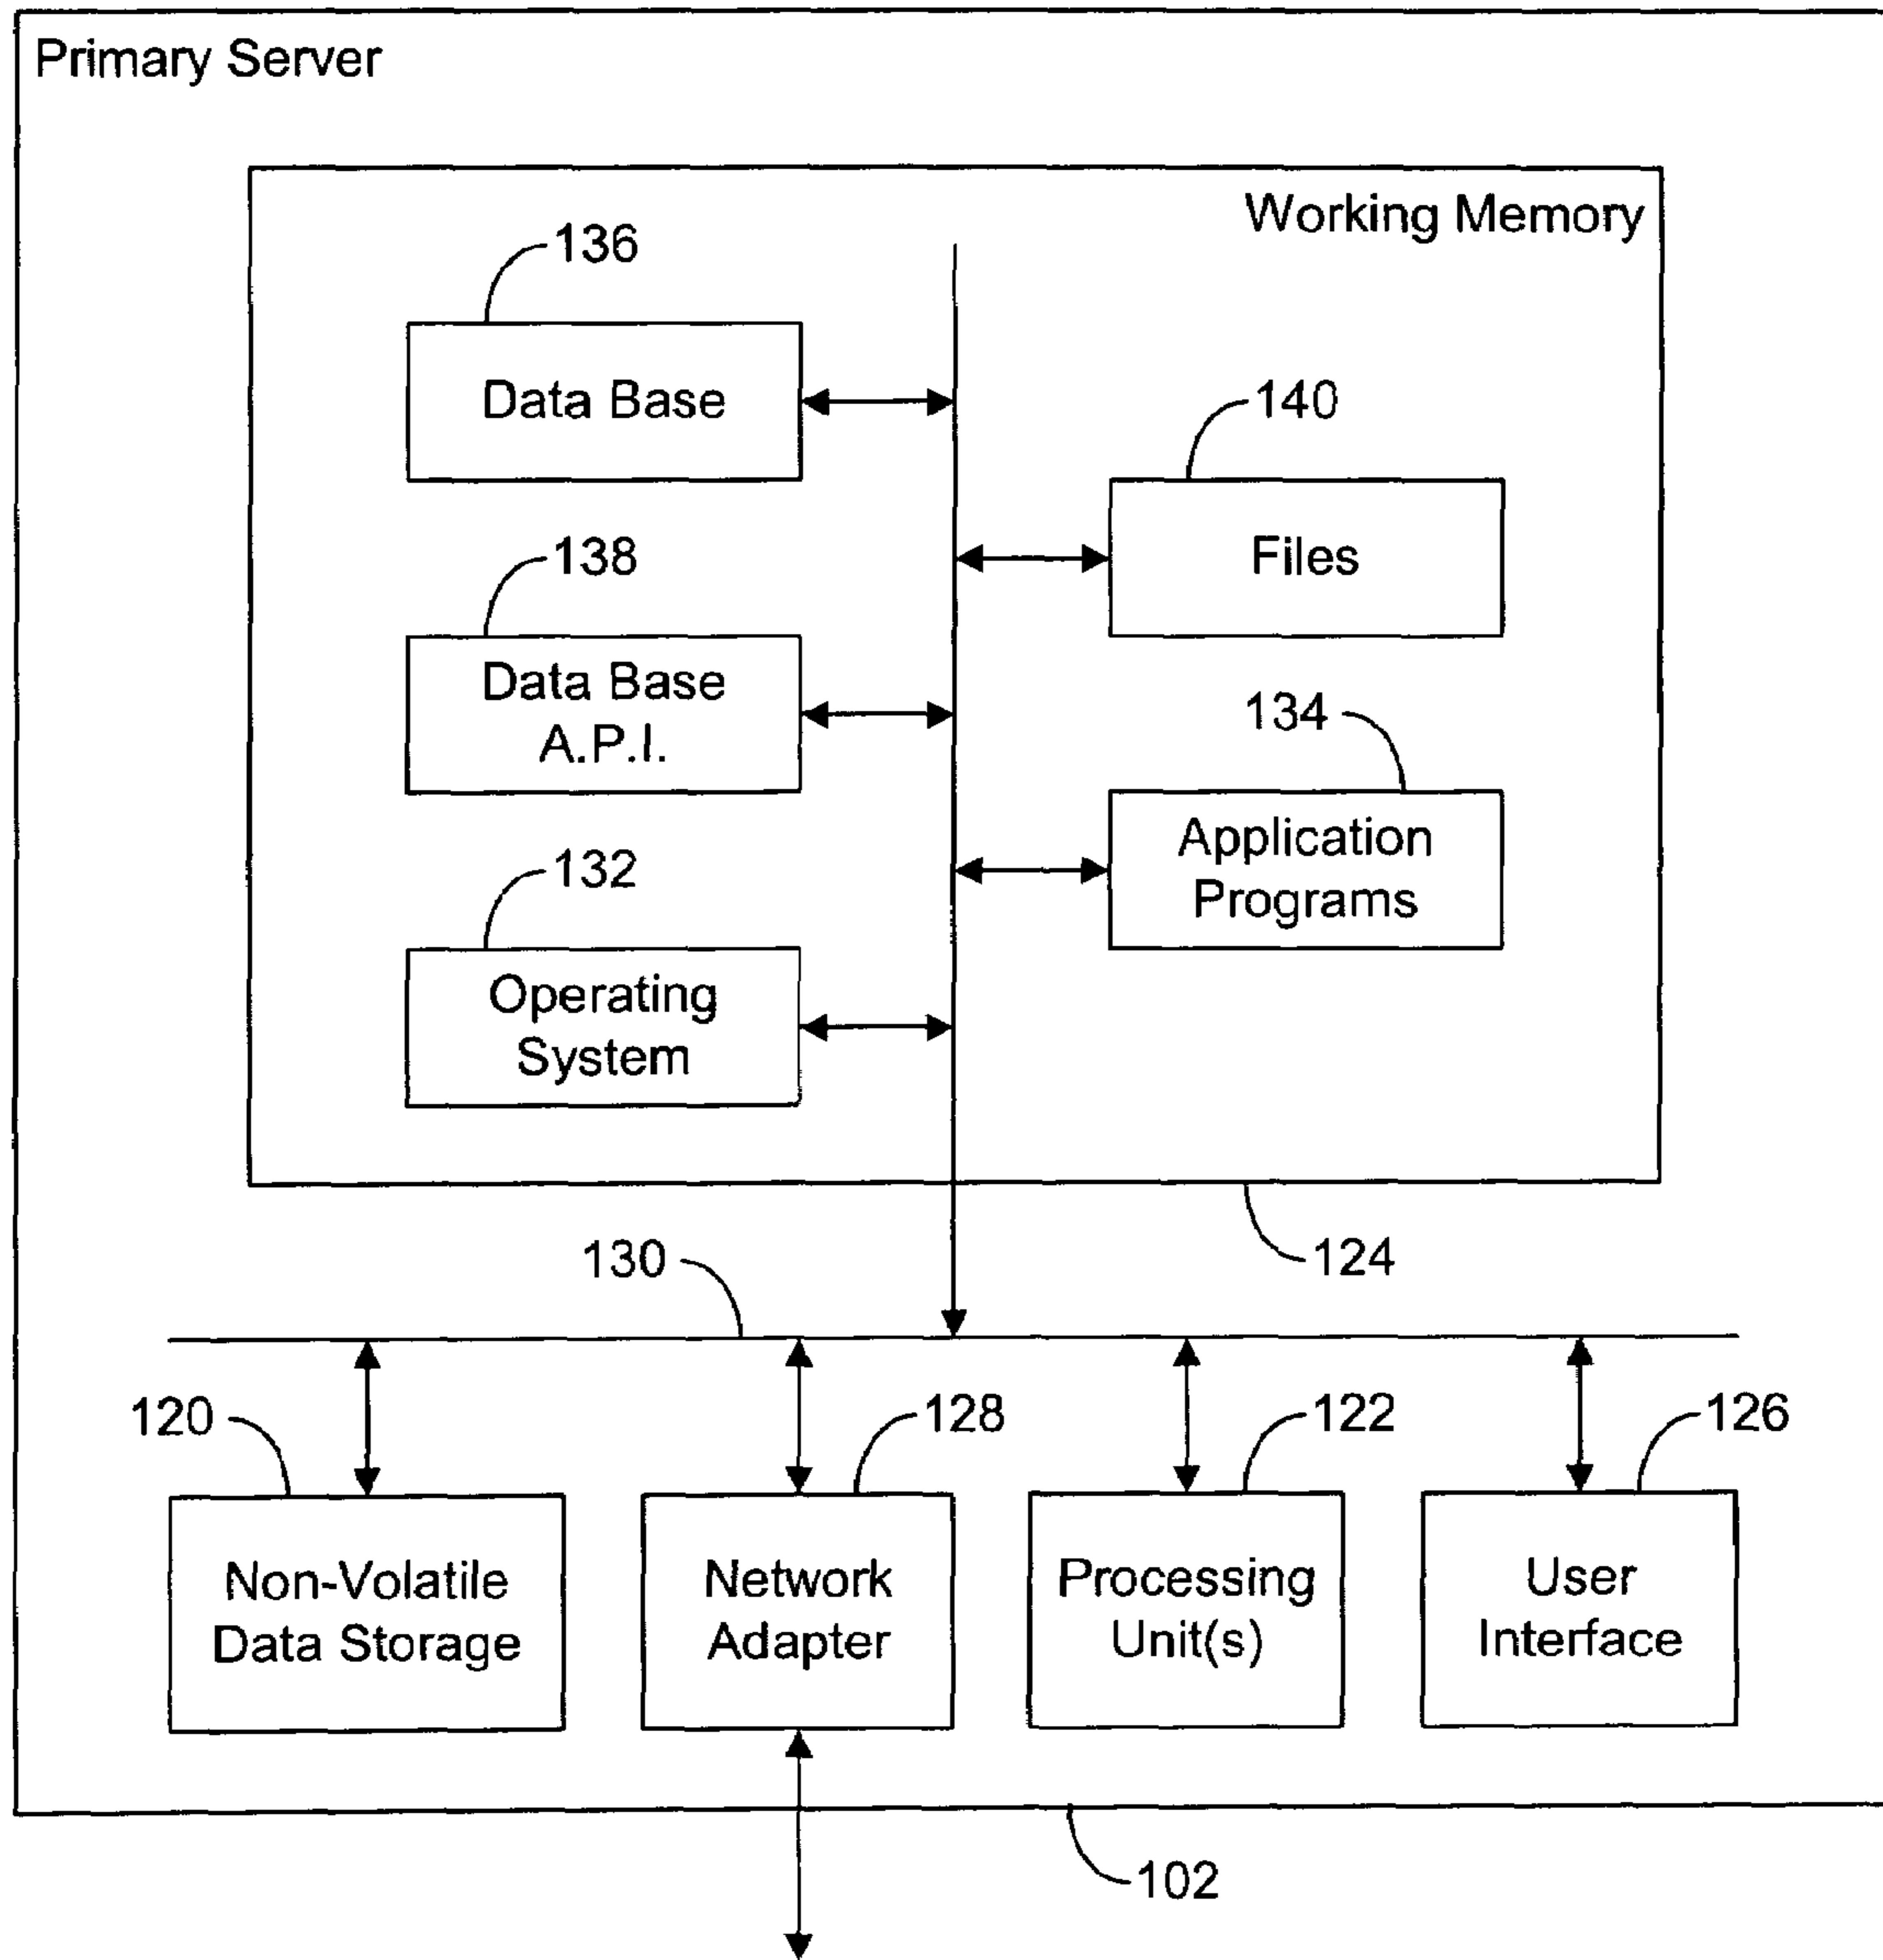 Primary Server
Working Memory
136
Data Base
140
Files
138
Data Base
A.P.I.
134
Application
Programs
132
Operating
System
130
124
120
128
122
126
Non-Volatile
Data Storage
Network
Adapter
Processing
Unit(s)
User
Interface
102